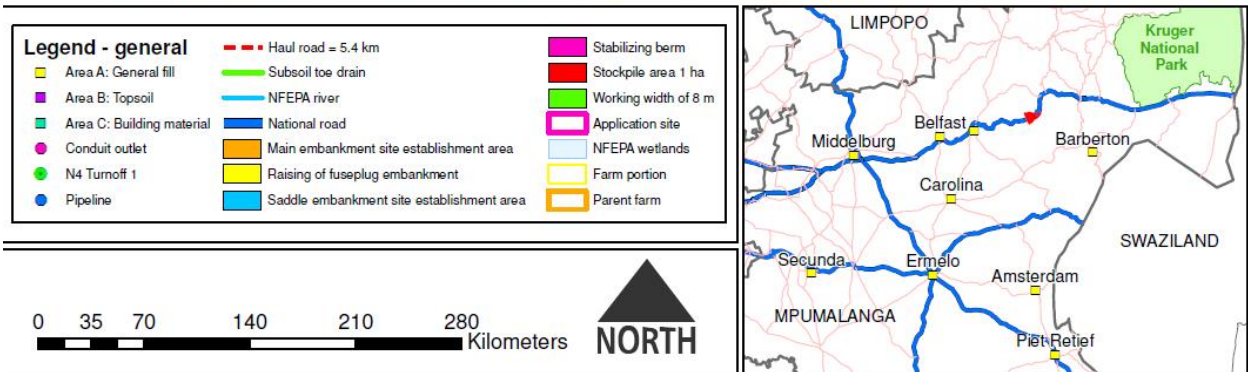 Legend - general
Area A: General fill
Area B: Topsoil
Area C: Building material
Conduit outlet
N4 Turnoff 1
Pipeline
Haul road = 5.4 km
Subsoil toe drain
NFEPA river
National road
Main embankment site establishment area
Raising of fuseplug embankment
Saddle embankment site establishment area
Stabilizing berm
Stockpile area 1 ha
Working width of 8 m
Application site
NFEPA wetlands
Farm portion
Parent farm
0 35 70 140 210 280
Kilometers
NORTH
LIMPOPO
Kruger
National
Park
Belfast
Middelburg
Barberton
Carolina
SWAZILAND
Secunda
Ermelo
Amsterdam
MPUMALANGA
Piet Retief